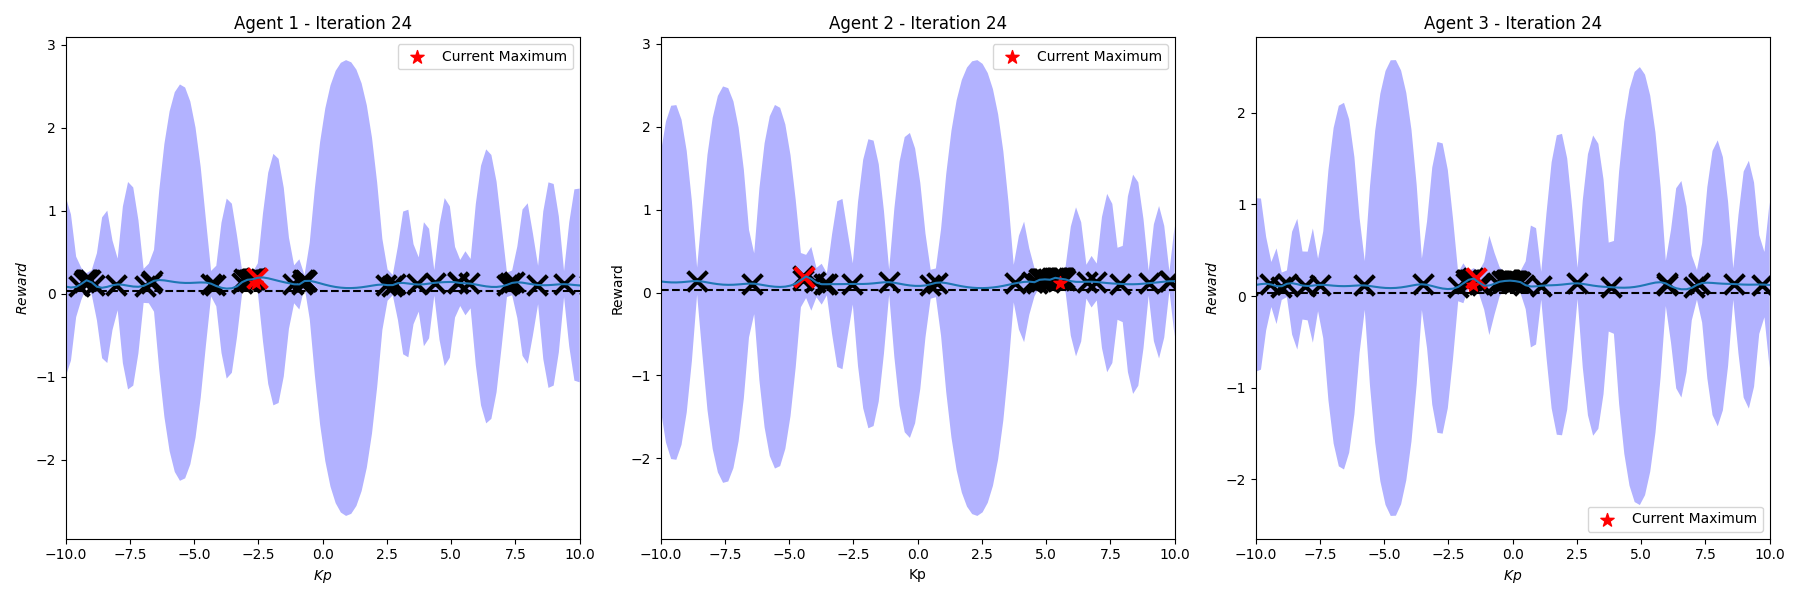 Agent 1 - Iteration 24
Reward
3
2
1
0
−1
−2
Current Maximum
−10.0 −7.5 −5.0 −2.5 0.0 2.5 5.0 7.5 10.0
Kp
Agent 2 - Iteration 24
Reward
3
2
1
0
−1
−2
Current Maximum
−10.0 −7.5 −5.0 −2.5 0.0 2.5 5.0 7.5 10.0
Kp
Agent 3 - Iteration 24
Reward
2
1
0
−1
−2
Current Maximum
−10.0 −7.5 −5.0 −2.5 0.0 2.5 5.0 7.5 10.0
Kp